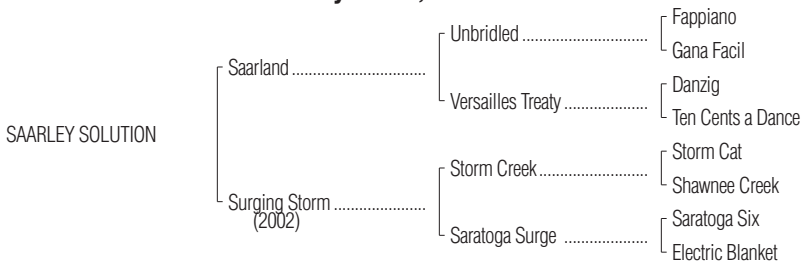 Fappiano
Unbridled
Gana Facil
Saarland
Danzig
Versailles Treaty
Ten Cents a Dance
SAARLEY SOLUTION
Storm Cat
Storm Creek
Shawnee Creek
Surging Storm
(2002)
Saratoga Six
Saratoga Surge
Electric Blanket